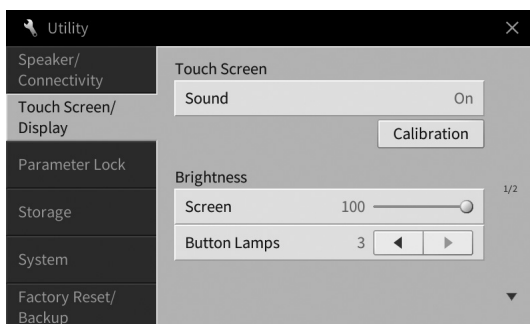 Utility
Speaker/
Connectivity
Touch Screen/
Display
Parameter Lock
Storage
System
Factory Reset/
Backup
Touch Screen
Sound On
Calibration
Brightness
Screen 100
Button Lamps 3
1/2